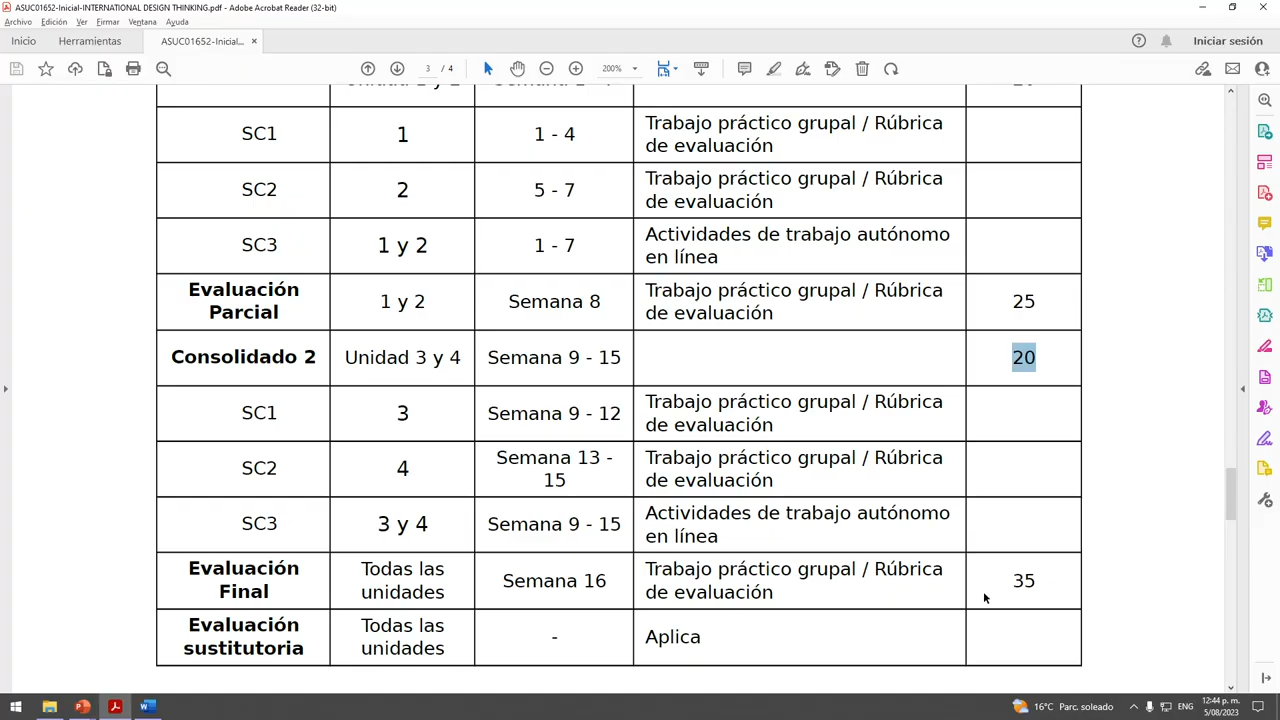 ASUC01652-Inicial-INTERNATIONAL DESIGN THINKING.pdf - Adobe Acrobat Reader (32-bit)
Archivo Edición Ver Firmar Ventana Ayuda
Inicio Herramientas ASUC01652-Inicial... × Iniciar sesión
3 / 4 200%
SC1 1 1 - 4 Trabajo práctico grupal / Rúbrica
de evaluación
SC2 2 5 - 7 Trabajo práctico grupal / Rúbrica
de evaluación
SC3 1 y 2 1 - 7 Actividades de trabajo autónomo
en línea
Evaluación
Parcial 1 y 2 Semana 8 Trabajo práctico grupal / Rúbrica
de evaluación 25
Consolidado 2 Unidad 3 y 4 Semana 9 - 15 20
SC1 3 Semana 9 - 12 Trabajo práctico grupal / Rúbrica
de evaluación
SC2 4 Semana 13 -
15 Trabajo práctico grupal / Rúbrica
de evaluación
SC3 3 y 4 Semana 9 - 15 Actividades de trabajo autónomo
en línea
Evaluación
Final Todas las
unidades Semana 16 Trabajo práctico grupal / Rúbrica
de evaluación 35
Evaluación
sustitutoria Todas las
unidades - Aplica
16°C Parc. soleado ENG 12:44 p. m.
5/08/2023